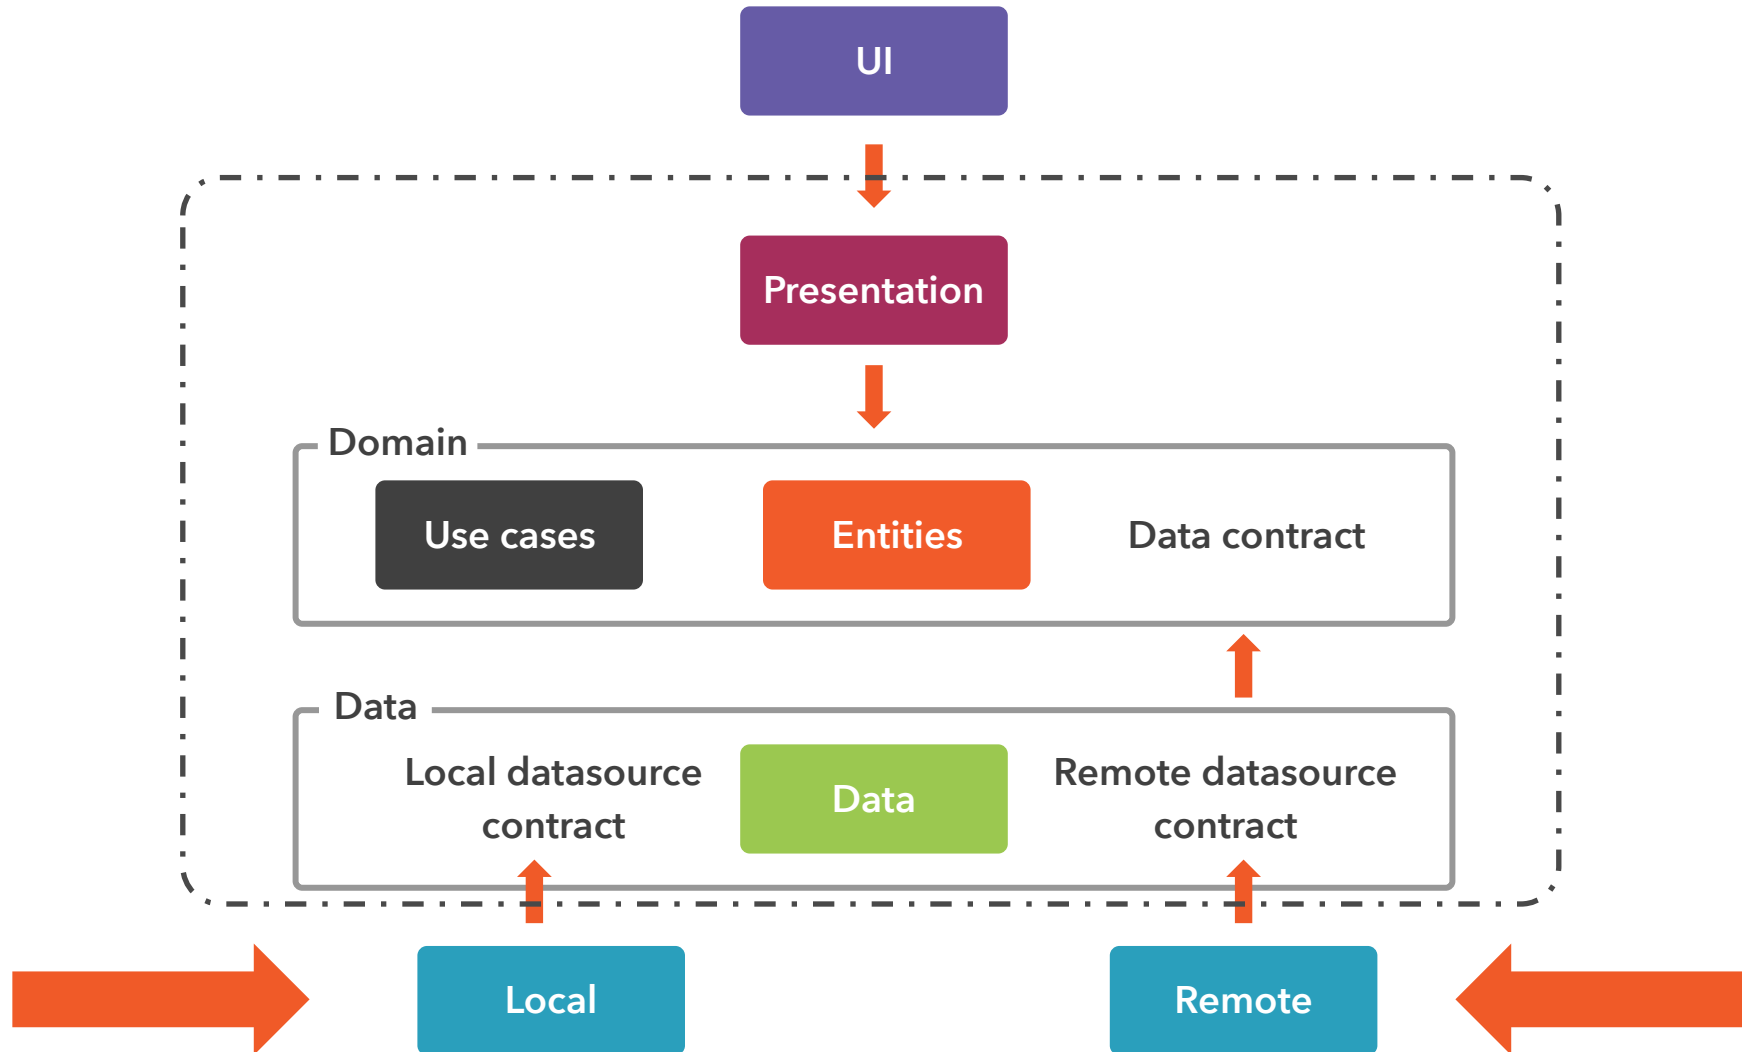 UI
Presentation
Domain
Use cases
Entities
Data contract
Data
Local datasource
contract
Data
Remote datasource
contract
Local
Remote